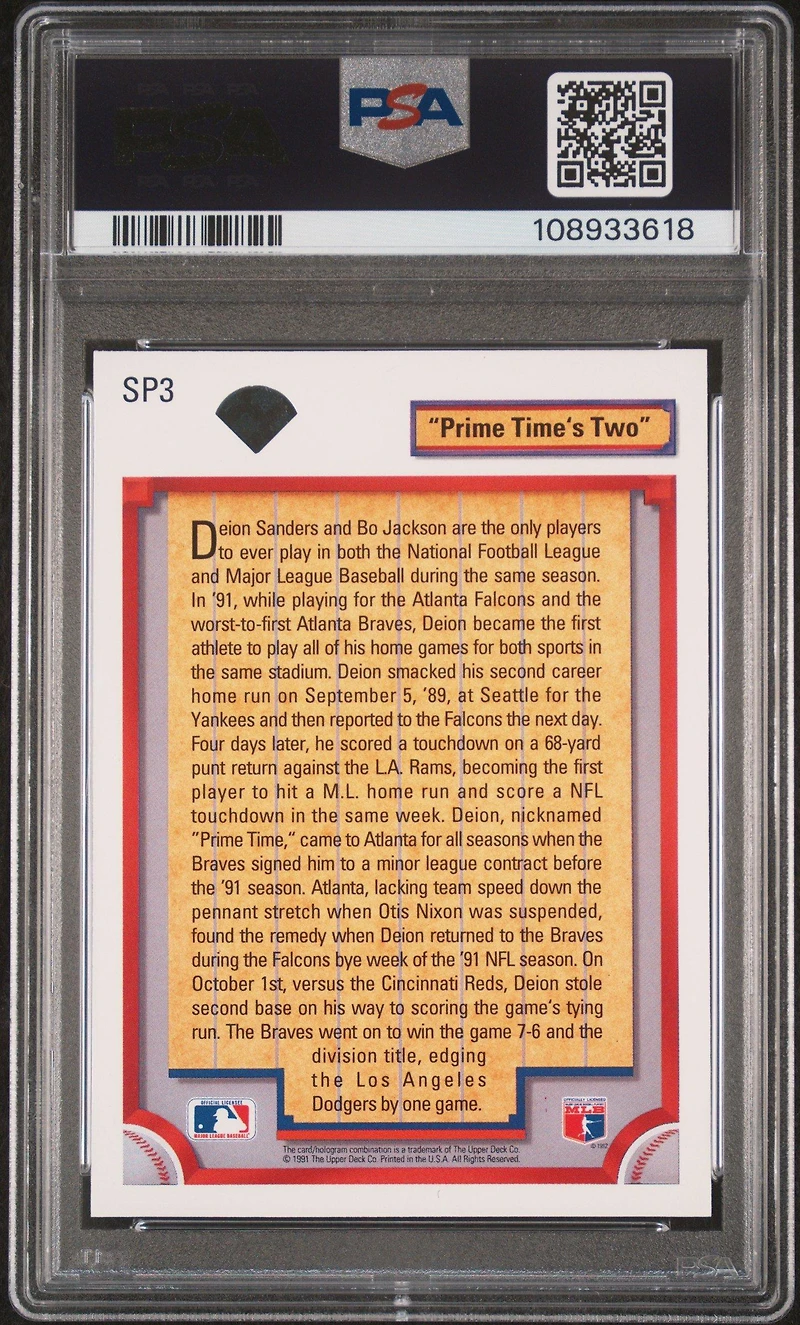 PSA
108933618
SP3
“Prime Time‘s Two”
Deion Sanders and Bo Jackson are the only players
to ever play in both the National Football League
and Major League Baseball during the same season.
In ’91, while playing for the Atlanta Falcons and the
worst-to-first Atlanta Braves, Deion became the first
athlete to play all of his home games for both sports in
the same stadium. Deion smacked his second career
home run on September 5, ’89, at Seattle for the
Yankees and then reported to the Falcons the next day.
Four days later, he scored a touchdown on a 68-yard
punt return against the L.A. Rams, becoming the first
player to hit a M.L. home run and score a NFL
touchdown in the same week. Deion, nicknamed
”Prime Time,“ came to Atlanta for all seasons when the
Braves signed him to a minor league contract before
the ’91 season. Atlanta, lacking team speed down the
pennant stretch when Otis Nixon was suspended,
found the remedy when Deion returned to the Braves
during the Falcons bye week of the ’91 NFL season. On
October 1st, versus the Cincinnati Reds, Deion stole
second base on his way to scoring the game‘s tying
run. The Braves went on to win the game 7-6 and the
division title, edging
the Los Angeles
Dodgers by one game.
OFFICIAL LICENSEE
MAJOR LEAGUE BASEBALL
OFFICIALLY LICENSED
MLB
The card/hologram combination is a trademark of The Upper Deck Co.
© 1991 The Upper Deck Co. Printed in the U.S.A. All Rights Reserved.
PSA